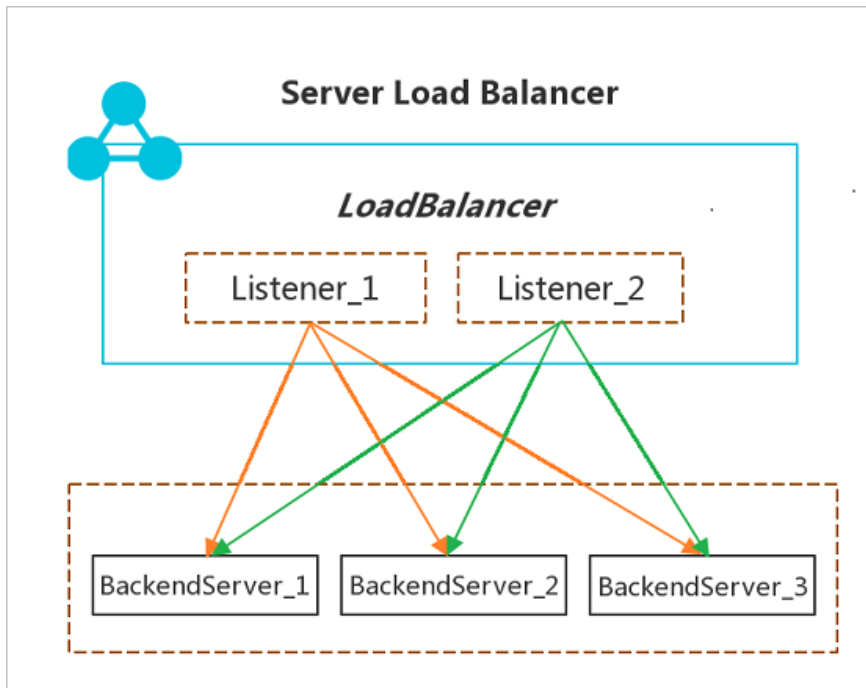 Server Load Balancer
LoadBalancer
Listener_1
Listener_2
BackendServer_1
BackendServer_2
BackendServer_3